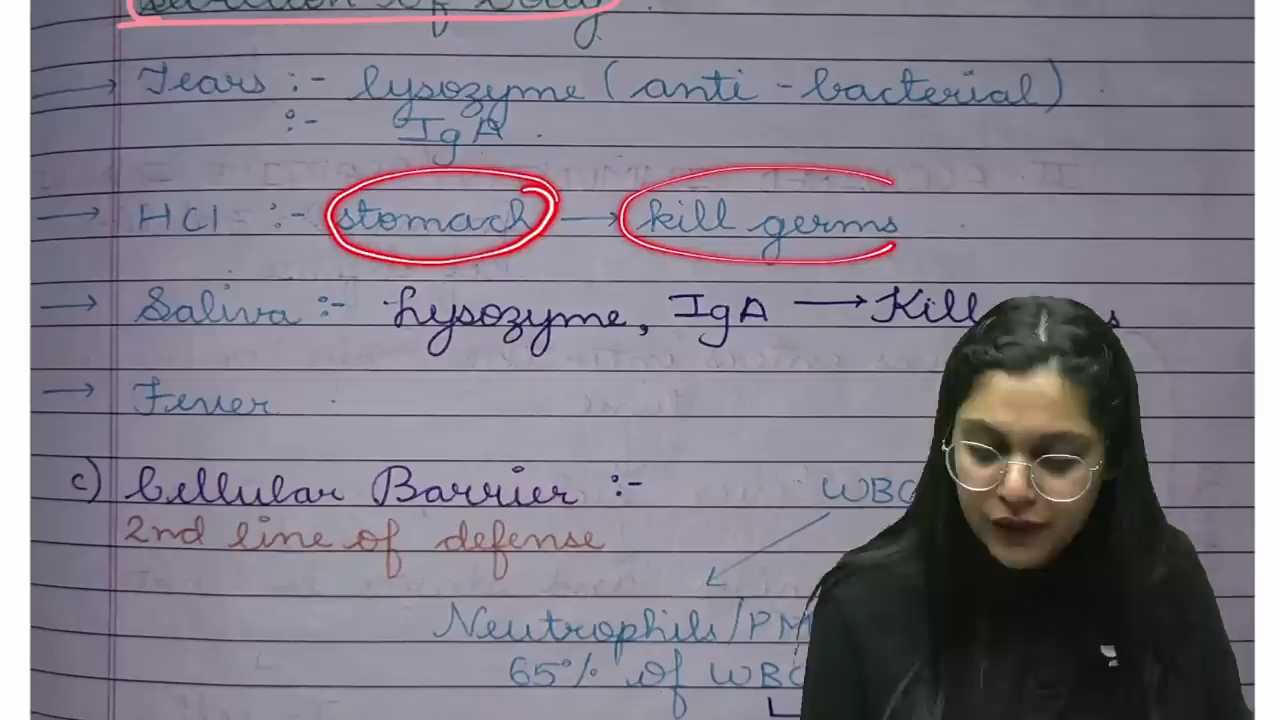 → Tears :- lysozyme (anti-bacterial)
:- IgA.
→ HCl :- stomach → kill germs
→ Saliva :- Lysozyme, IgA → Kill
→ Fever
c) Cellular Barrier :-
2nd line of defense
WBC
Neutrophils/PM
65% of WBC